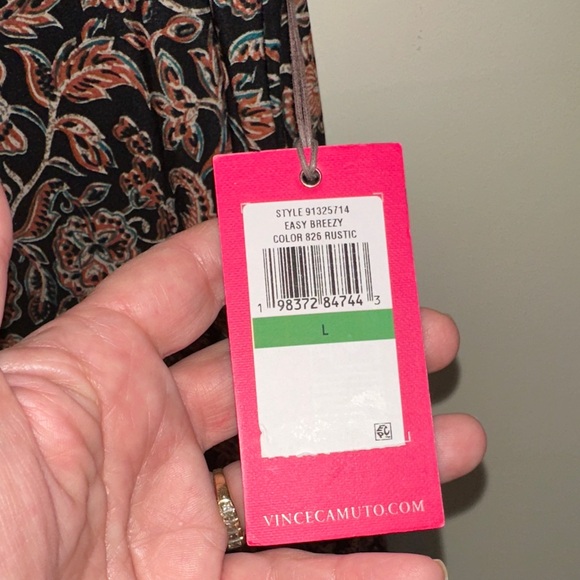 STYLE 91325714
EASY BREEZY
COLOR 826 RUSTIC
1 98372 84744 3
L
VINCECAMUTO.COM